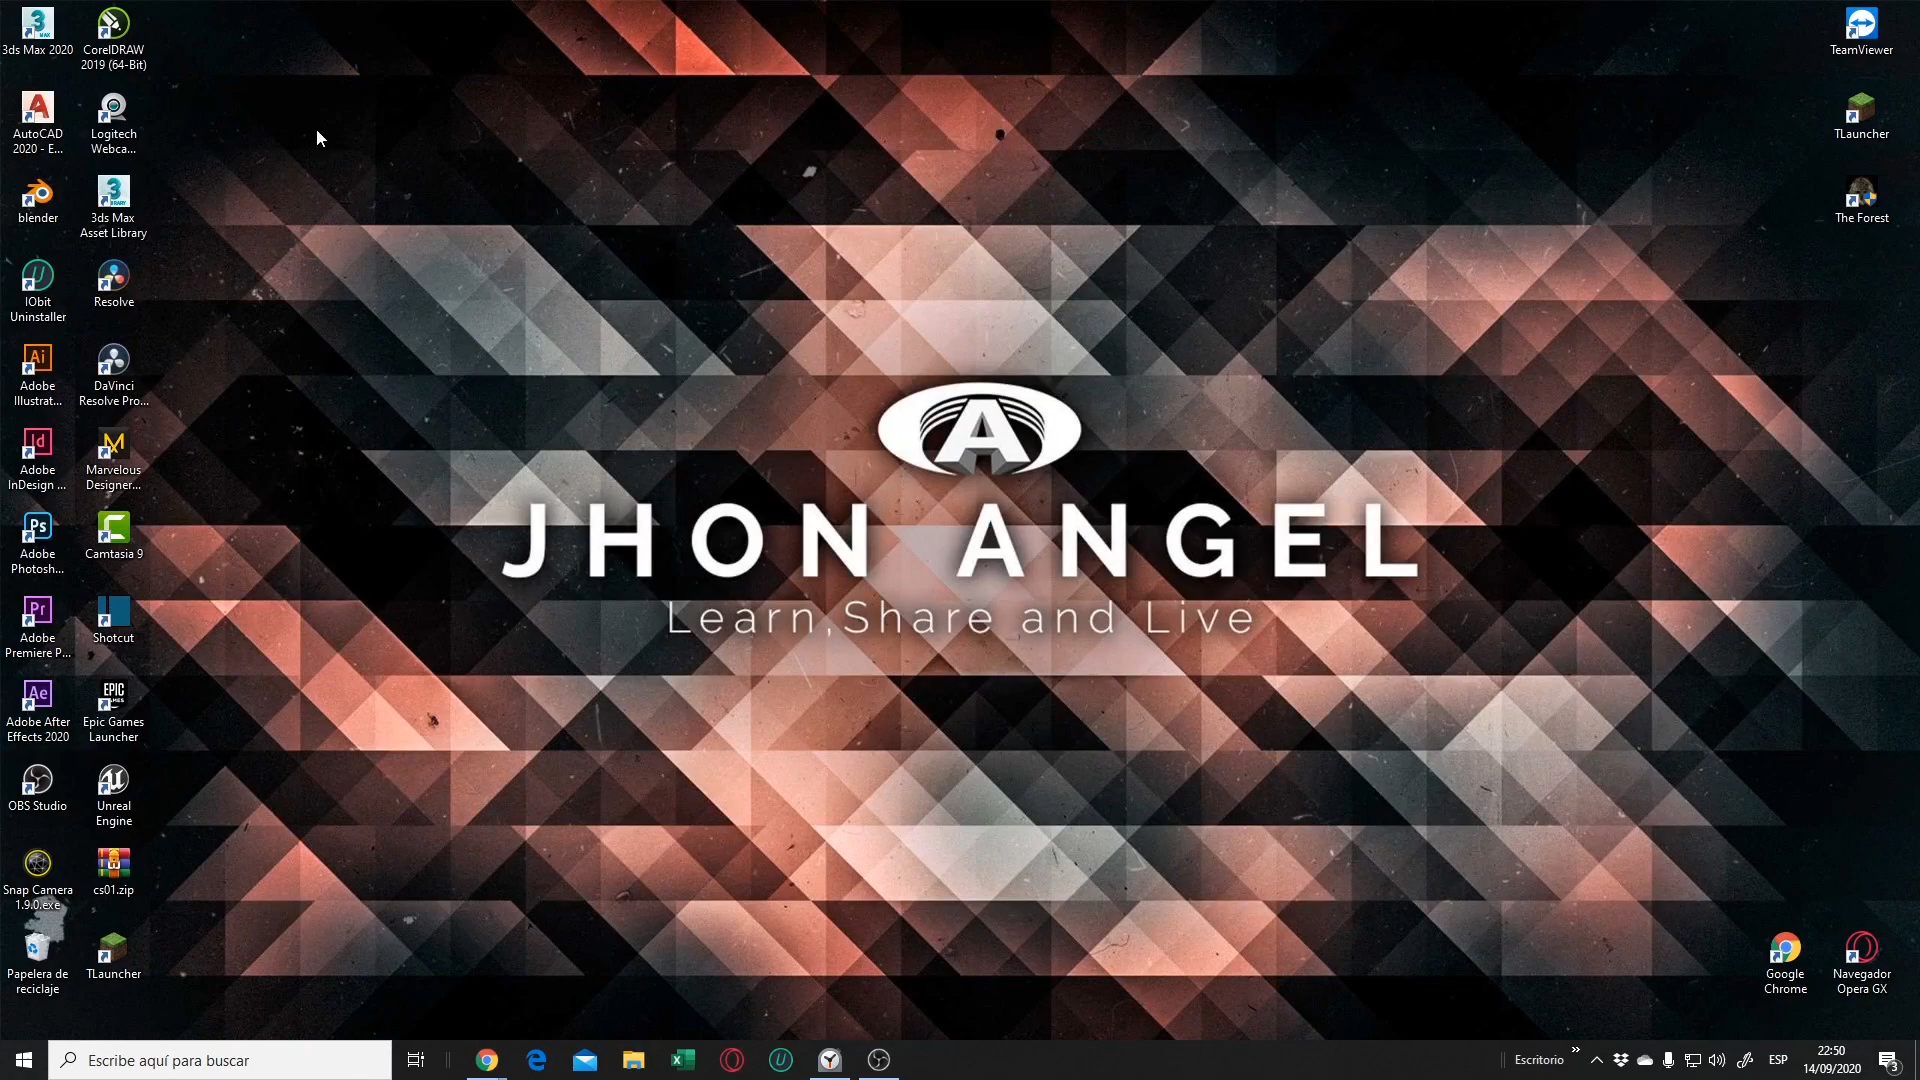 3ds Max 2020
CorelDRAW
2019 (64-Bit)
TeamViewer
AutoCAD
2020 - E...
Logitech
Webca...
TLauncher
blender
3ds Max
Asset Library
The Forest
IObit
Uninstaller
Resolve
Adobe
Illustrat...
DaVinci
Resolve Pro...
Adobe
InDesign ...
Marvelous
Designer...
Adobe
Photosh...
Camtasia 9
JHON ANGEL
Learn,Share and Live
Adobe
Premiere P...
Shotcut
Adobe After
Effects 2020
Epic Games
Launcher
OBS Studio
Unreal
Engine
Snap Camera
1.9.0.exe
cs01.zip
Papelera de
reciclaje
TLauncher
Google
Chrome
Navegador
Opera GX
Escribe aquí para buscar
Escritorio
ESP
22:50
14/09/2020
3